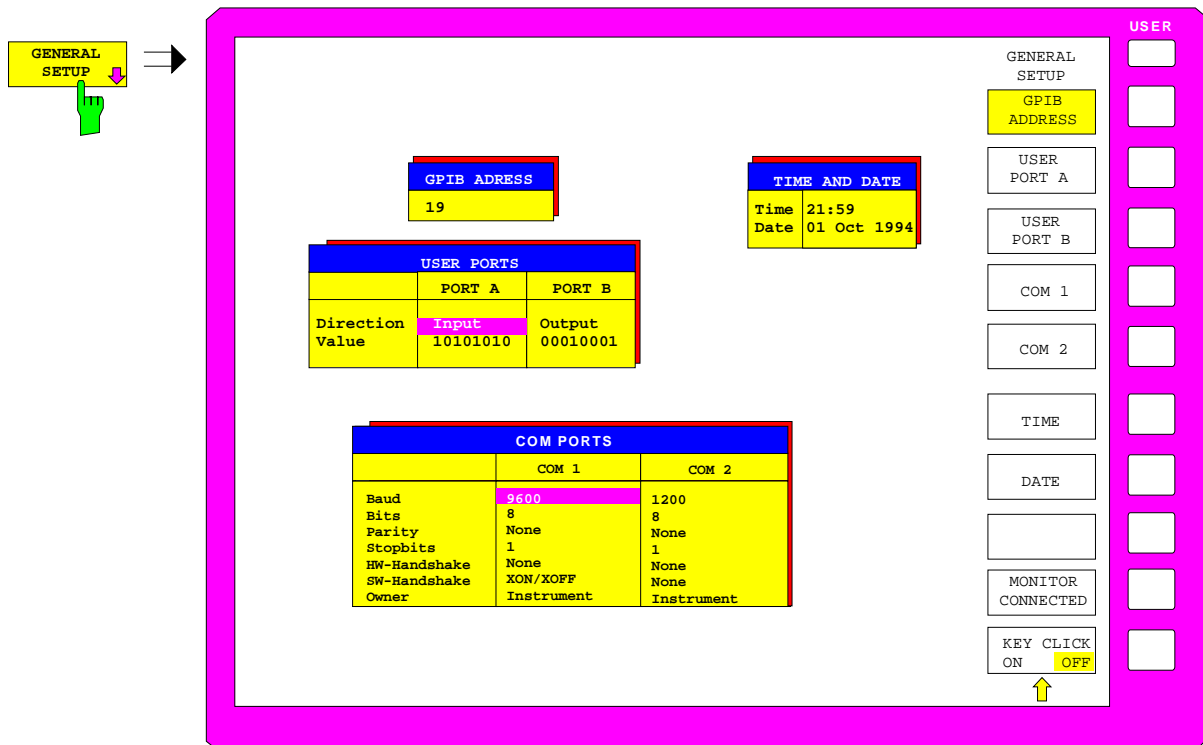 GENERAL
SETUP
USER
GENERAL
SETUP
GPIB
ADDRESS
USER
PORT A
USER
PORT B
COM 1
COM 2
TIME
DATE
MONITOR
CONNECTED
KEY CLICK
ON OFF
GPIB ADRESS
19
TIME AND DATE
Time 21:59
Date 01 Oct 1994
USER PORTS
PORT A PORT B
Direction Input Output
Value 10101010 00010001
COM PORTS
COM 1 COM 2
Baud 9600 1200
Bits 8 8
Parity None None
Stopbits 1 1
HW-Handshake None None
SW-Handshake XON/XOFF None
Owner Instrument Instrument